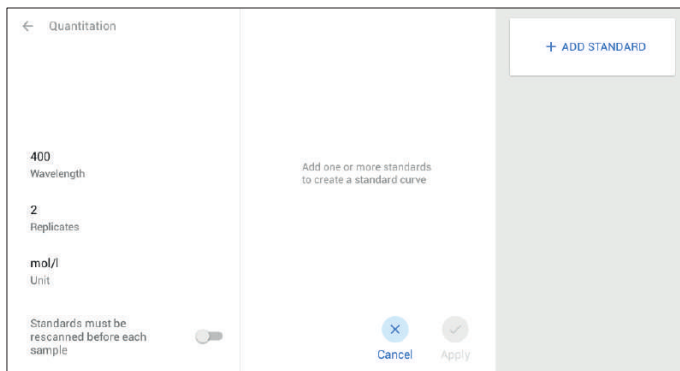 Quantitation
400
Wavelength
2
Replicates
mol/l
Unit
Standards must be
rescanned before each
sample
Add one or more standards
to create a standard curve
Cancel
Apply
+ ADD STANDARD